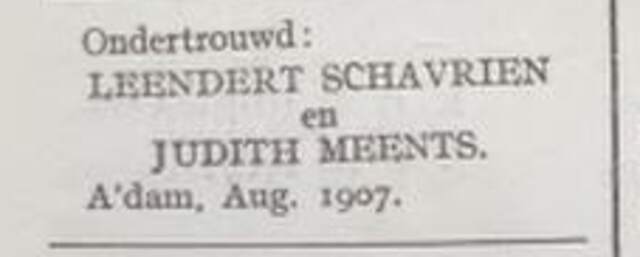 Ondertrouwd:
LEENDERT SCHAVRIEN
en
JUDITH MEENTS.
A'dam, Aug. 1907.